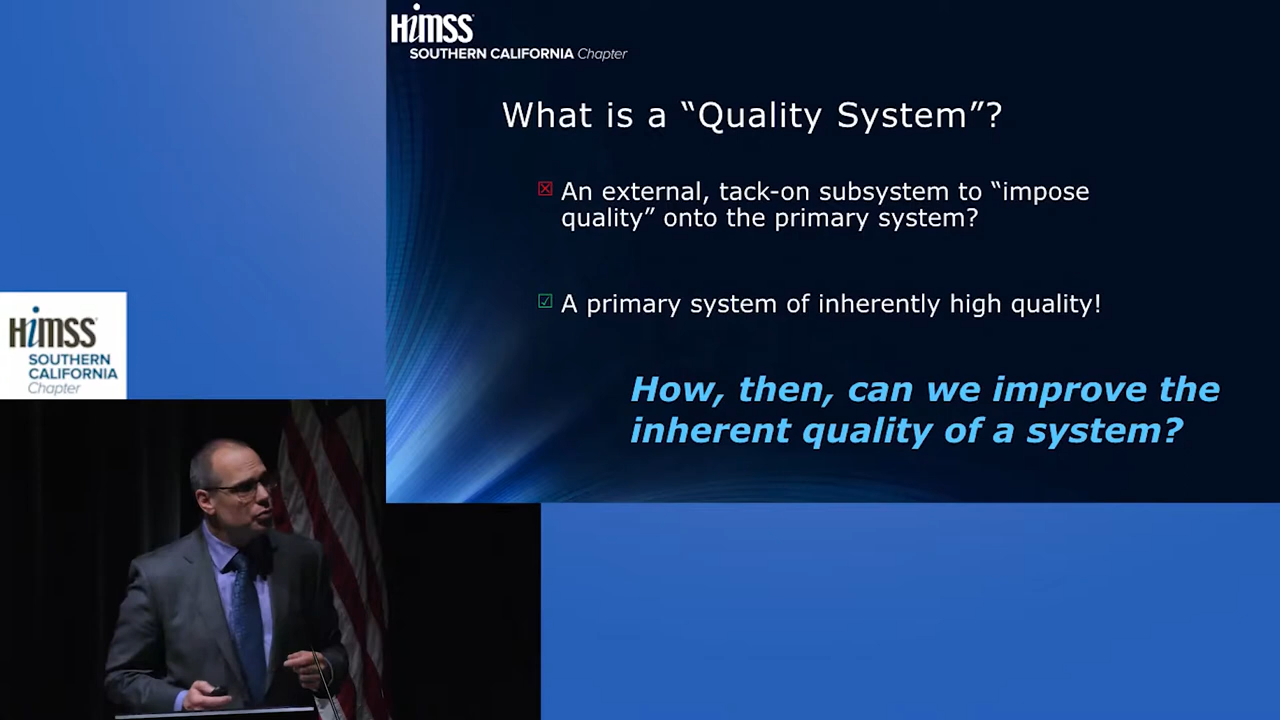 HiMSS
SOUTHERN CALIFORNIA Chapter
What is a “Quality System”?
☒ An external, tack-on subsystem to “impose
quality” onto the primary system?
☑ A primary system of inherently high quality!
How, then, can we improve the
inherent quality of a system?
HiMSS
SOUTHERN
CALIFORNIA
Chapter